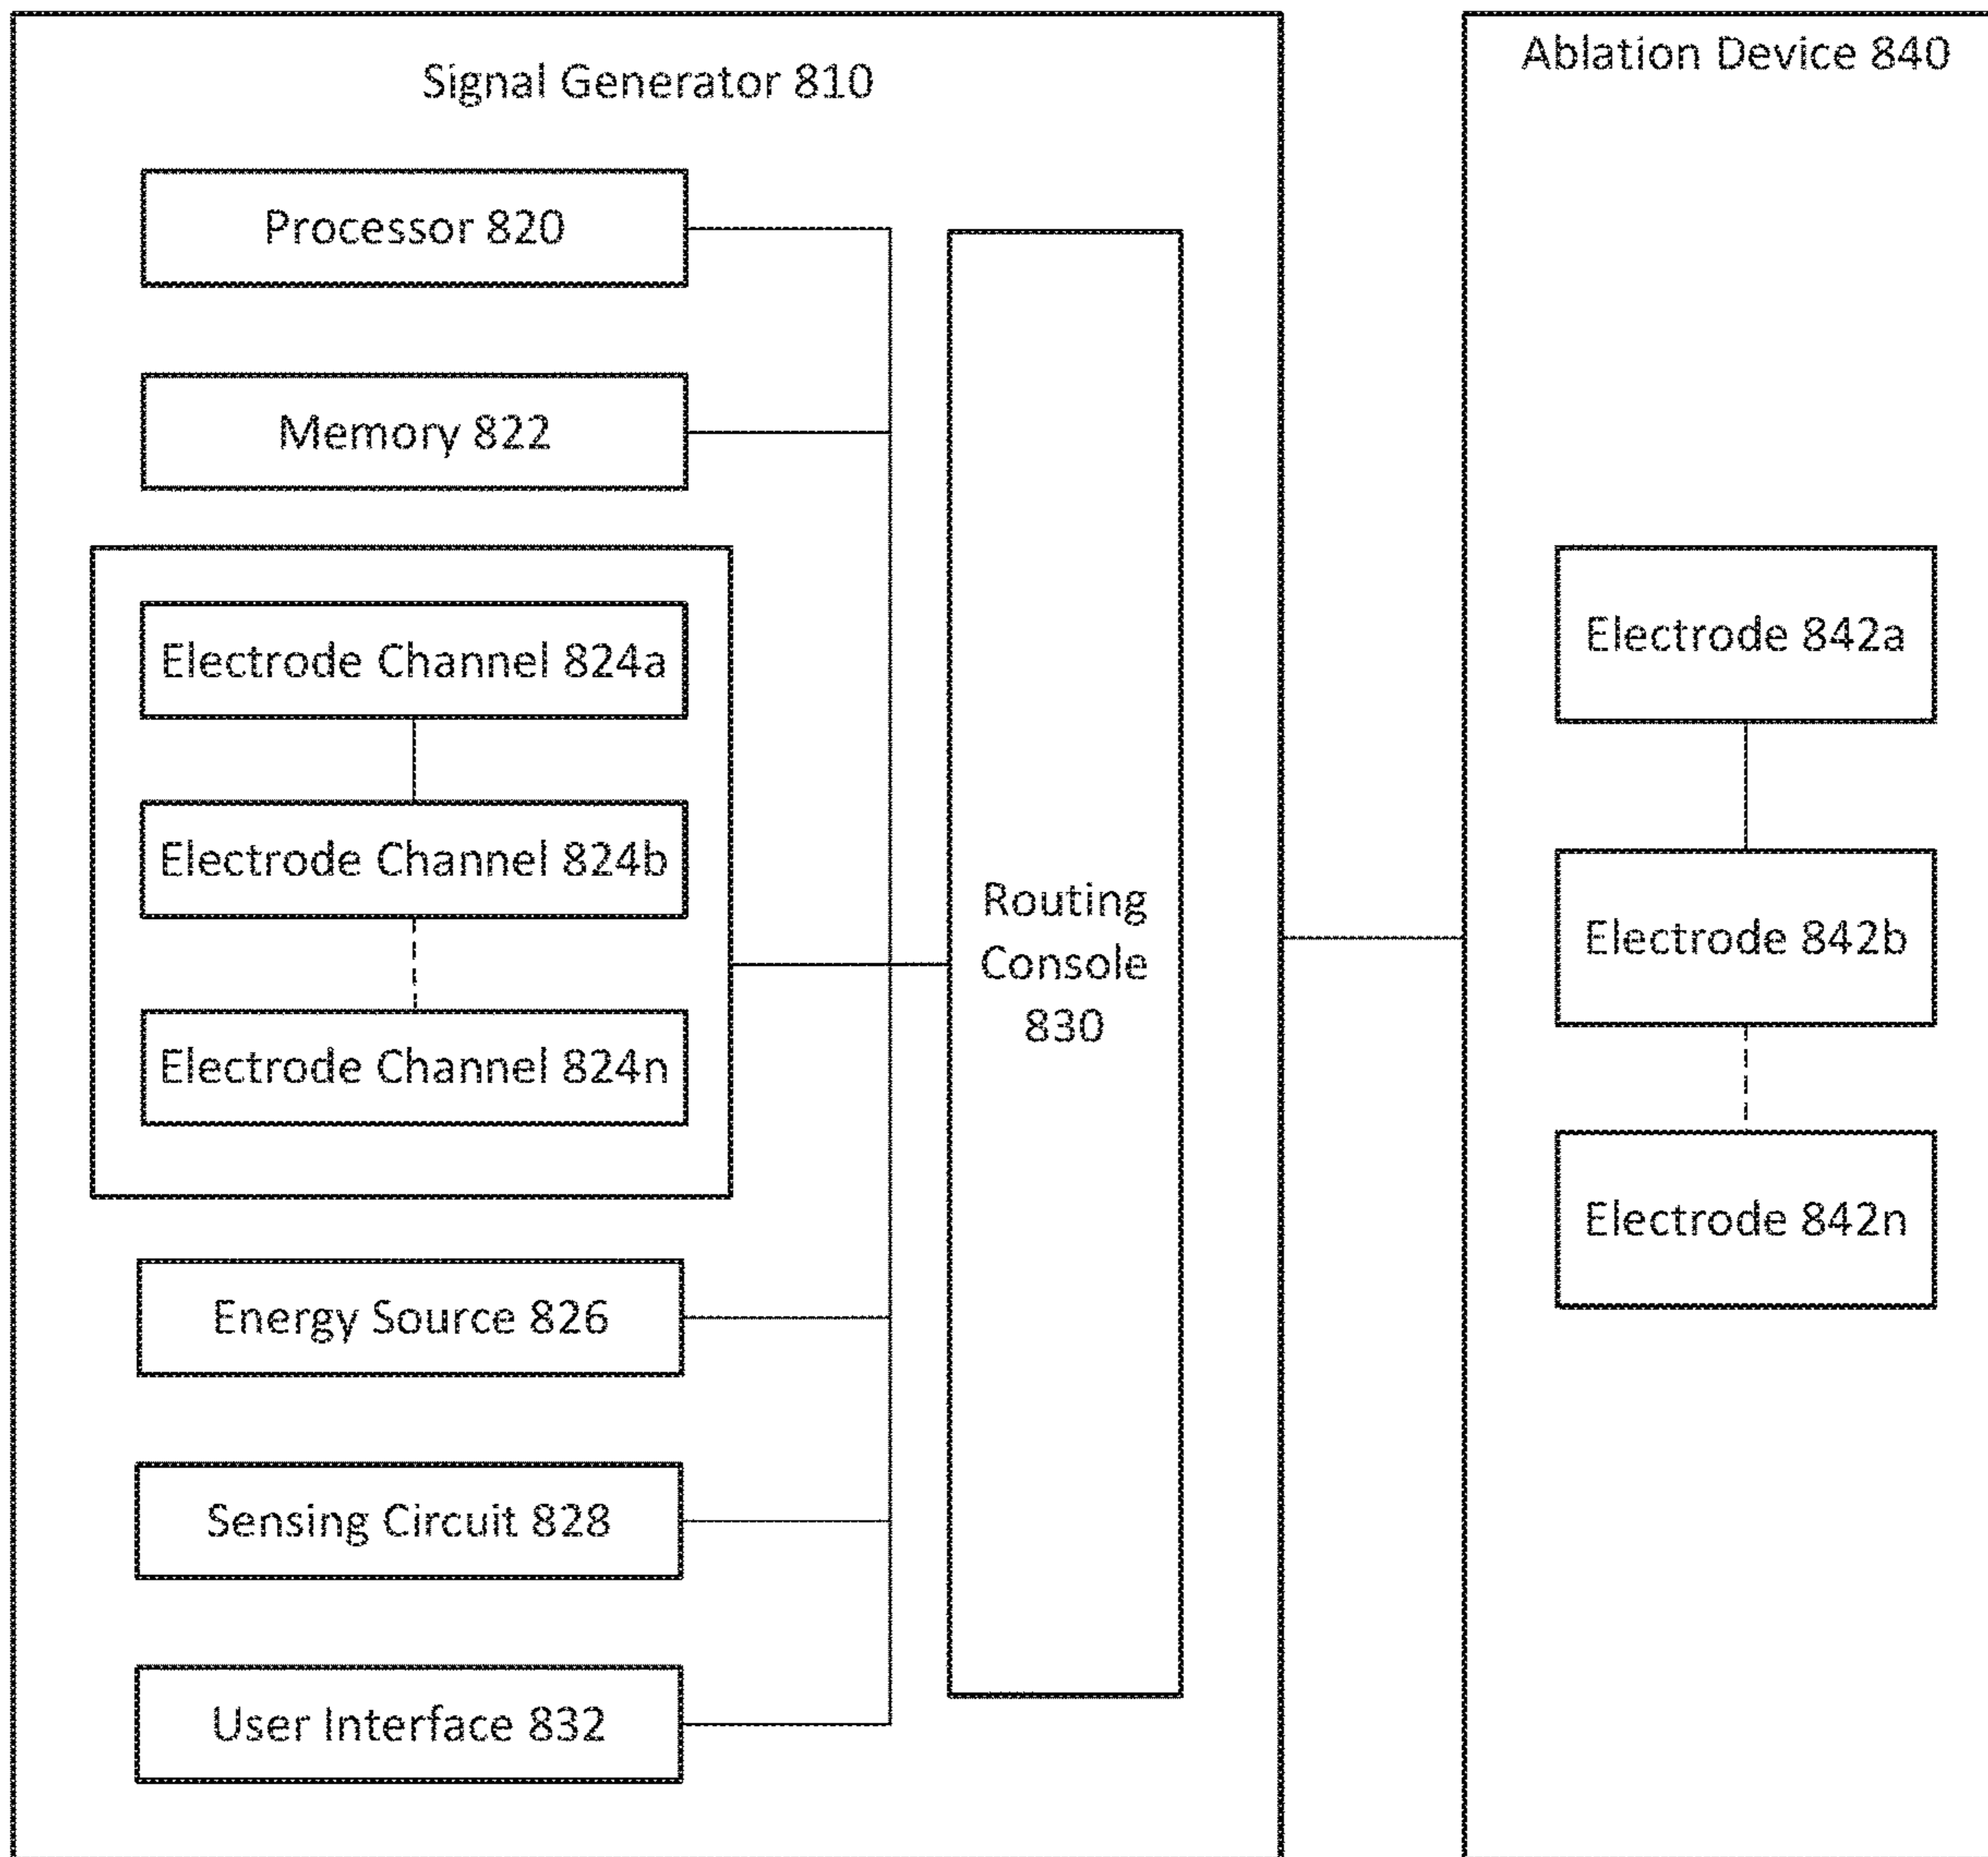 Signal Generator 810
Processor 820
Memory 822
Electrode Channel 824a
Electrode Channel 824b
Electrode Channel 824n
Energy Source 826
Sensing Circuit 828
User Interface 832
Routing
Console
830
Ablation Device 840
Electrode 842a
Electrode 842b
Electrode 842n